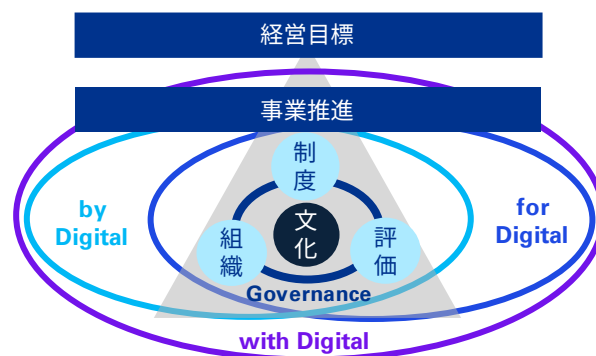 経営目標
事業推進
制度
by Digital
for Digital
組織
文化
評価
Governance
with Digital